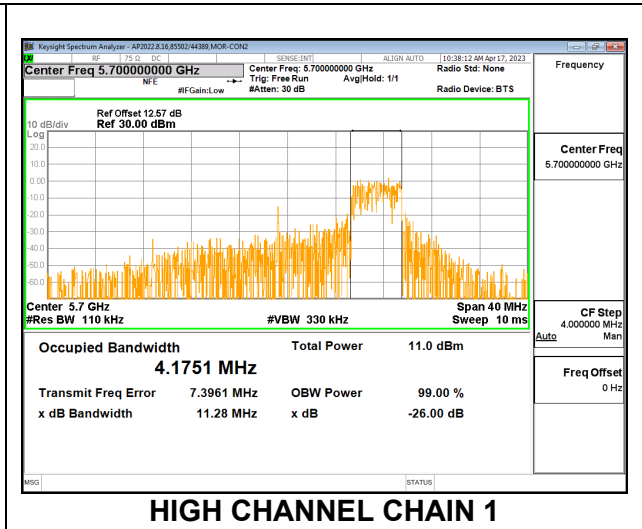 Keysight Spectrum Analyzer - AP2022.8.16,85502/44389,MOR-CON2
RF 75 Ω DC SENSE:INT ALIGN AUTO 10:38:12 AM Apr 17, 2023
Center Freq 5.700000000 GHz Center Freq: 5.700000000 GHz Radio Std: None Frequency
NFE Trig: Free Run Avg|Hold: 1/1
#IFGain:Low #Atten: 30 dB Radio Device: BTS
Ref Offset 12.57 dB
10 dB/div Ref 30.00 dBm
Log
20.0
10.0
0.00
-10.0
-20.0
-30.0
-40.0
-50.0
-60.0
Center Freq
5.700000000 GHz
Center 5.7 GHz Span 40 MHz
#Res BW 110 kHz #VBW 330 kHz Sweep 10 ms
CF Step
4.000000 MHz
Auto Man
Occupied Bandwidth Total Power 11.0 dBm
4.1751 MHz
Freq Offset
0 Hz
Transmit Freq Error 7.3961 MHz OBW Power 99.00 %
x dB Bandwidth 11.28 MHz x dB -26.00 dB
MSG STATUS
HIGH CHANNEL CHAIN 1